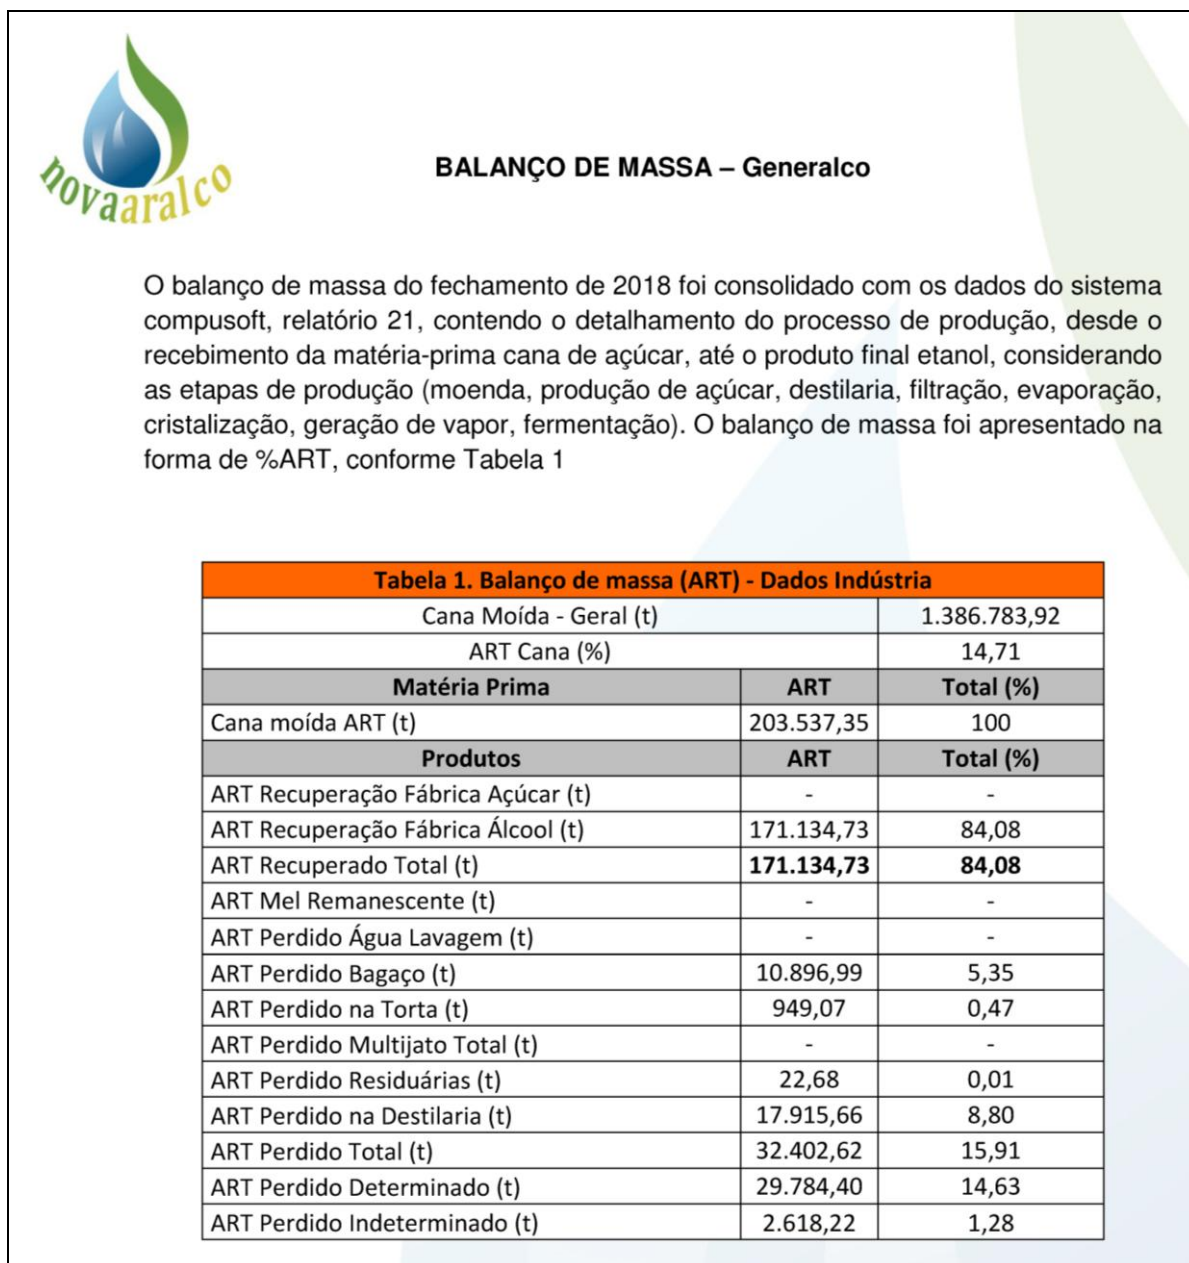 novaaralco
BALANÇO DE MASSA – Generalco
O balanço de massa do fechamento de 2018 foi consolidado com os dados do sistema
compusoft, relatório 21, contendo o detalhamento do processo de produção, desde o
recebimento da matéria-prima cana de açúcar, até o produto final etanol, considerando
as etapas de produção (moenda, produção de açúcar, destilaria, filtração, evaporação,
cristalização, geração de vapor, fermentação). O balanço de massa foi apresentado na
forma de %ART, conforme Tabela 1
Tabela 1. Balanço de massa (ART) - Dados Indústria
Cana Moída - Geral (t) 1.386.783,92
ART Cana (%) 14,71
Matéria Prima ART Total (%)
Cana moída ART (t) 203.537,35 100
Produtos ART Total (%)
ART Recuperação Fábrica Açúcar (t) - -
ART Recuperação Fábrica Álcool (t) 171.134,73 84,08
ART Recuperado Total (t) 171.134,73 84,08
ART Mel Remanescente (t) - -
ART Perdido Água Lavagem (t) - -
ART Perdido Bagaço (t) 10.896,99 5,35
ART Perdido na Torta (t) 949,07 0,47
ART Perdido Multijato Total (t) - -
ART Perdido Residuárias (t) 22,68 0,01
ART Perdido na Destilaria (t) 17.915,66 8,80
ART Perdido Total (t) 32.402,62 15,91
ART Perdido Determinado (t) 29.784,40 14,63
ART Perdido Indeterminado (t) 2.618,22 1,28